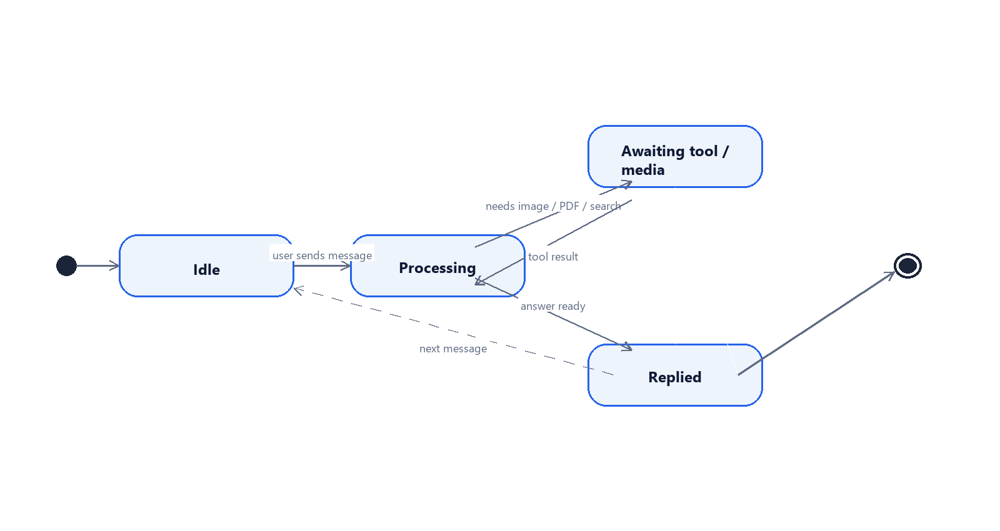 Awaiting tool /
media
needs image / PDF / search
user sends message
tool result
Idle
Processing
answer ready
next message
Replied